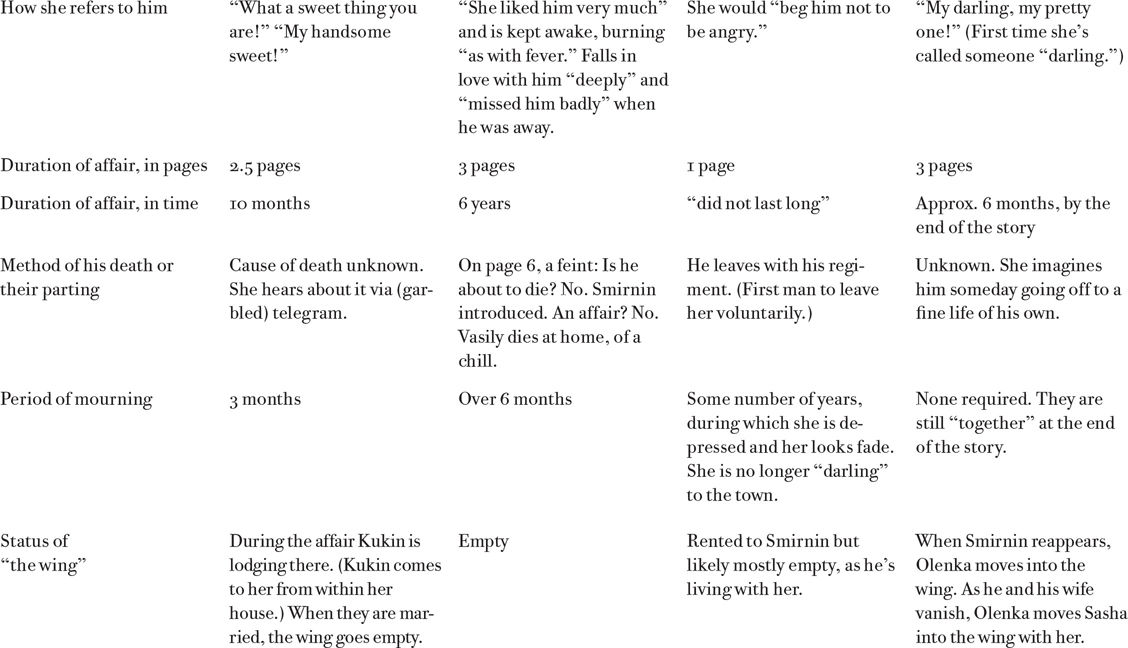 How she refers to him
“What a sweet thing you
are!” “My handsome
sweet!”
“She liked him very much”
and is kept awake, burning
“as with fever.” Falls in
love with him “deeply” and
“missed him badly” when
he was away.
She would “beg him not to
be angry.”
“My darling, my pretty
one!” (First time she’s
called someone “darling.”)
Duration of affair, in pages
2.5 pages
3 pages
1 page
3 pages
Duration of affair, in time
10 months
6 years
“did not last long”
Approx. 6 months, by the
end of the story
Method of his death or
their parting
Cause of death unknown.
She hears about it via (gar-
bled) telegram.
On page 6, a feint: Is he
about to die? No. Smirnin
introduced. An affair? No.
Vasily dies at home, of a
chill.
He leaves with his regi-
ment. (First man to leave
her voluntarily.)
Unknown. She imagines
him someday going off to a
fine life of his own.
Period of mourning
3 months
Over 6 months
Some number of years,
during which she is de-
pressed and her looks fade.
She is no longer “darling”
to the town.
None required. They are
still “together” at the end
of the story.
Status of
“the wing”
During the affair Kukin is
lodging there. (Kukin comes
to her from within her
house.) When they are mar-
ried, the wing goes empty.
Empty
Rented to Smirnin but
likely mostly empty, as he’s
living with her.
When Smirnin reappears,
Olenka moves into the
wing. As he and his wife
vanish, Olenka moves Sasha
into the wing with her.